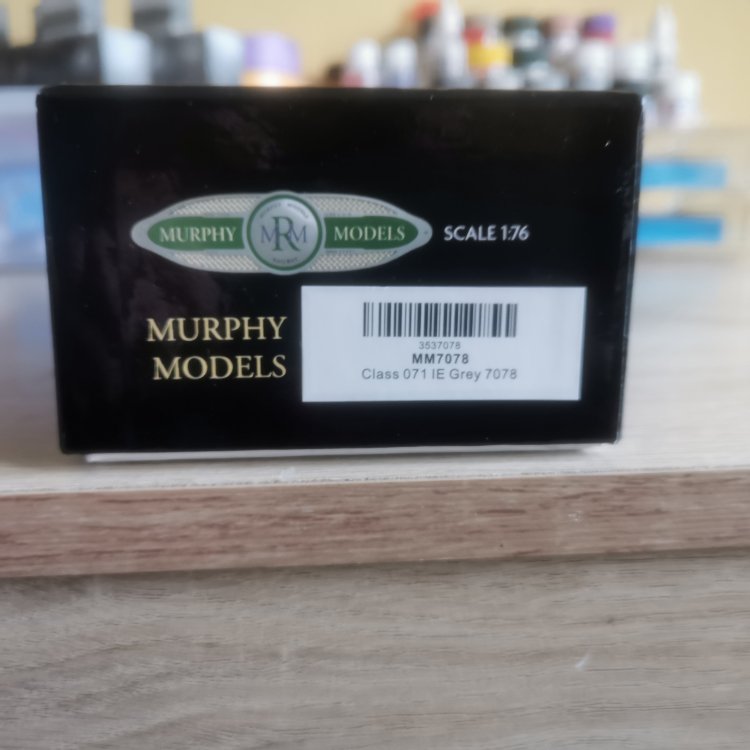 MURPHY MRM MODELS
SCALE 1:76
MURPHY
MODELS
3537078
MM7078
Class 071 IE Grey 7078